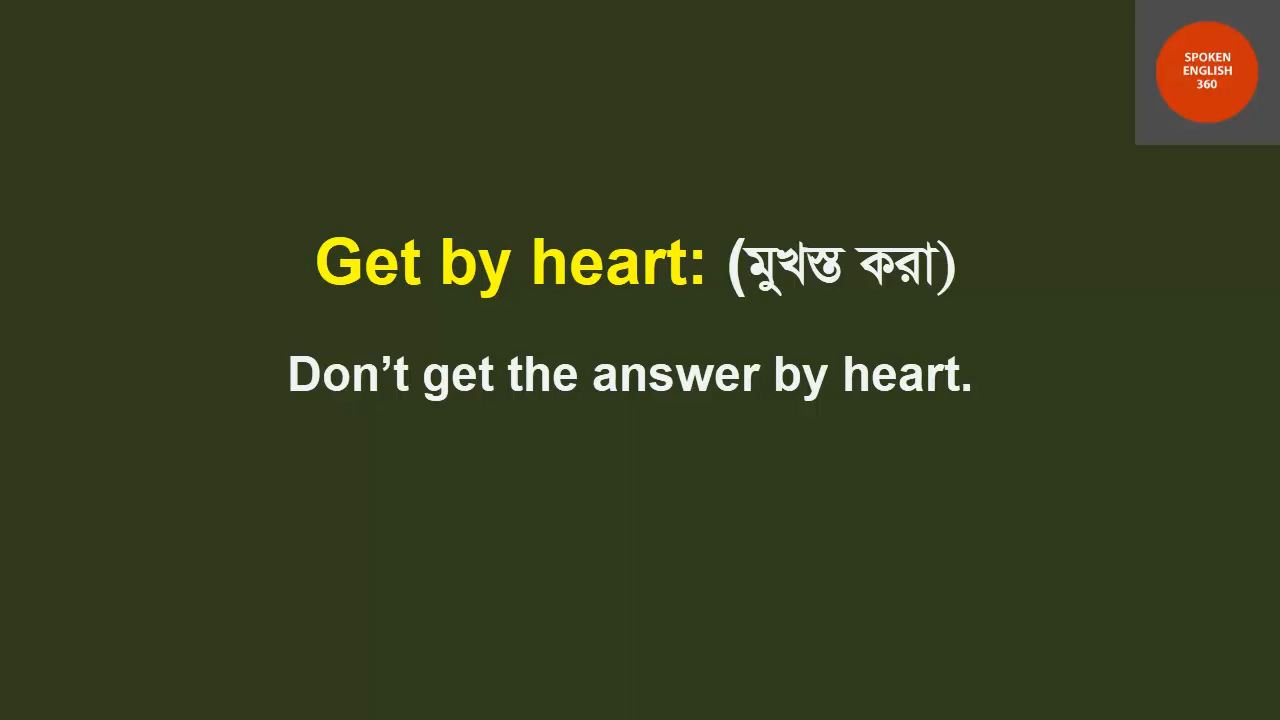 SPOKEN
ENGLISH
360
Get by heart: (মুখস্ত করা)
Don’t get the answer by heart.